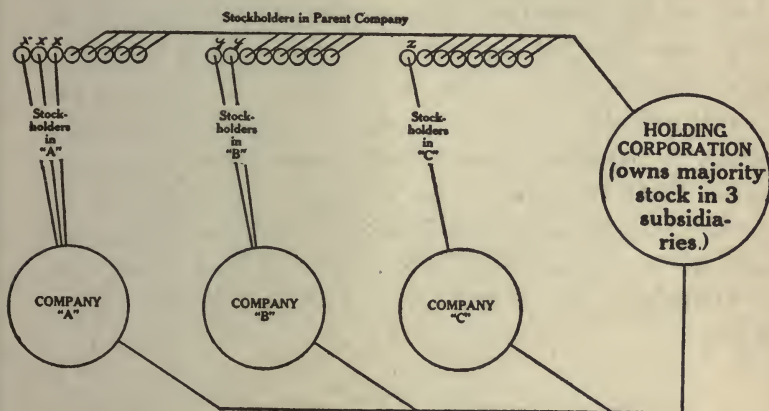 Stockholders in Parent Company
x x x
y y
z
Stock-
holders
in
"A"
Stock-
holders
in
"B"
Stock-
holders
in
"C"
HOLDING
CORPORATION
(owns majority
stock in 3
subsidia-
ries.)
COMPANY
"A"
COMPANY
"B"
COMPANY
"C"